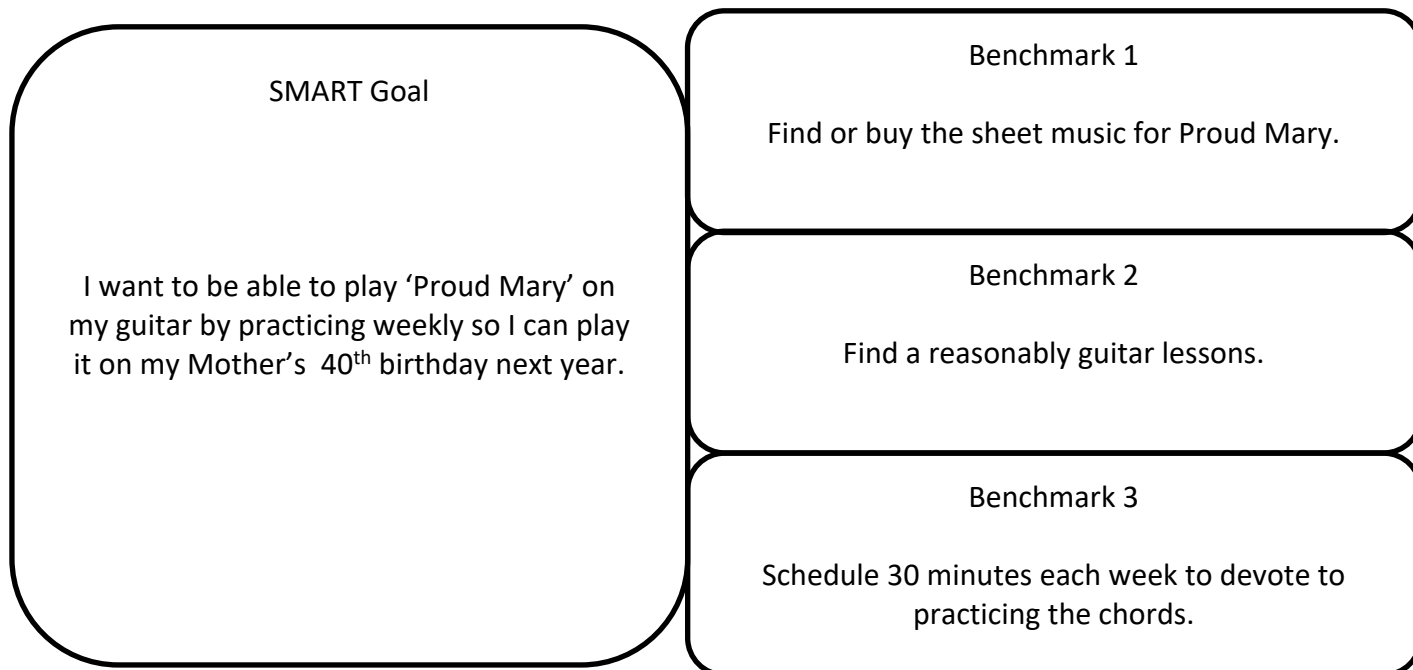 SMART Goal
I want to be able to play ‘Proud Mary’ on
my guitar by practicing weekly so I can play
it on my Mother’s  40th birthday next year.
Benchmark 1
Find or buy the sheet music for Proud Mary.
Benchmark 2
Find a reasonably guitar lessons.
Benchmark 3
Schedule 30 minutes each week to devote to
practicing the chords.